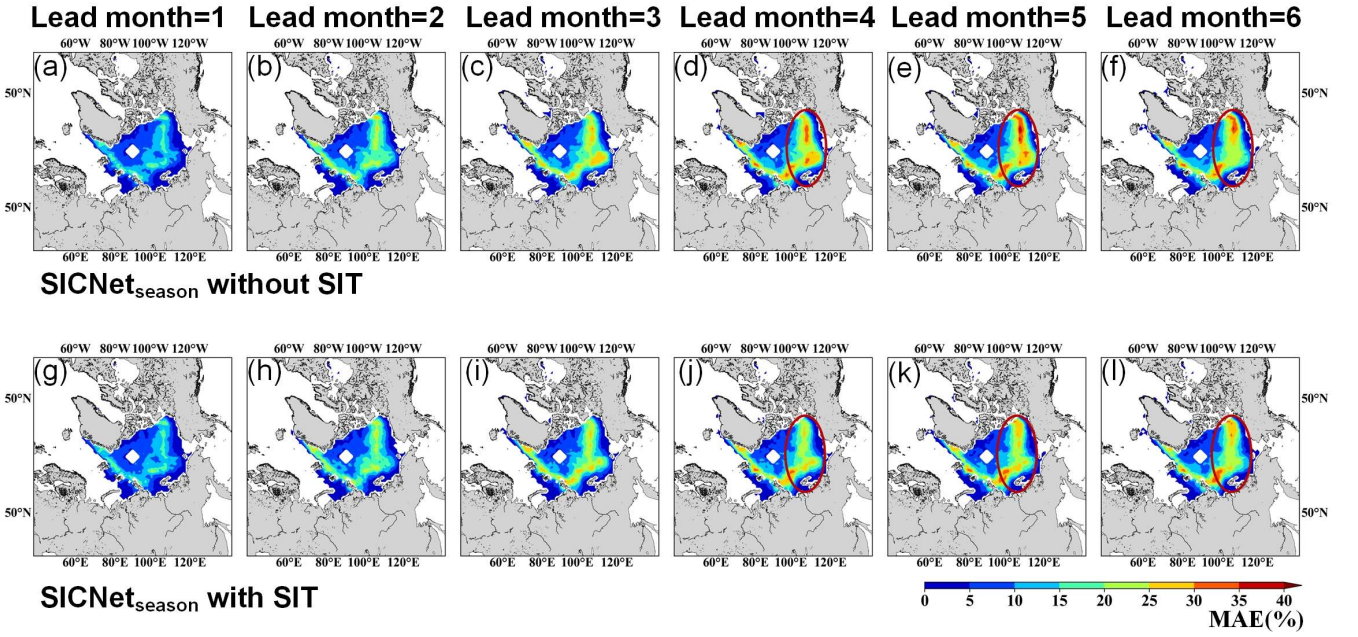 Lead month=1 Lead month=2 Lead month=3 Lead month=4 Lead month=5 Lead month=6
60°W 80°W 100°W 120°W 60°W 80°W 100°W 120°W 60°W 80°W 100°W 120°W 60°W 80°W 100°W 120°W 60°W 80°W 100°W 120°W 60°W 80°W 100°W 120°W
(a) (b) (c) (d) (e) (f)
50°N 50°N
50°N 50°N
60°E 80°E 100°E 120°E 60°E 80°E 100°E 120°E 60°E 80°E 100°E 120°E 60°E 80°E 100°E 120°E 60°E 80°E 100°E 120°E 60°E 80°E 100°E 120°E
SICNetseason without SIT
60°W 80°W 100°W 120°W 60°W 80°W 100°W 120°W 60°W 80°W 100°W 120°W 60°W 80°W 100°W 120°W 60°W 80°W 100°W 120°W 60°W 80°W 100°W 120°W
(g) (h) (i) (j) (k) (l)
50°N 50°N
50°N 50°N
60°E 80°E 100°E 120°E 60°E 80°E 100°E 120°E 60°E 80°E 100°E 120°E 60°E 80°E 100°E 120°E 60°E 80°E 100°E 120°E 60°E 80°E 100°E 120°E
SICNetseason with SIT
0 5 10 15 20 25 30 35 40
MAE(%)